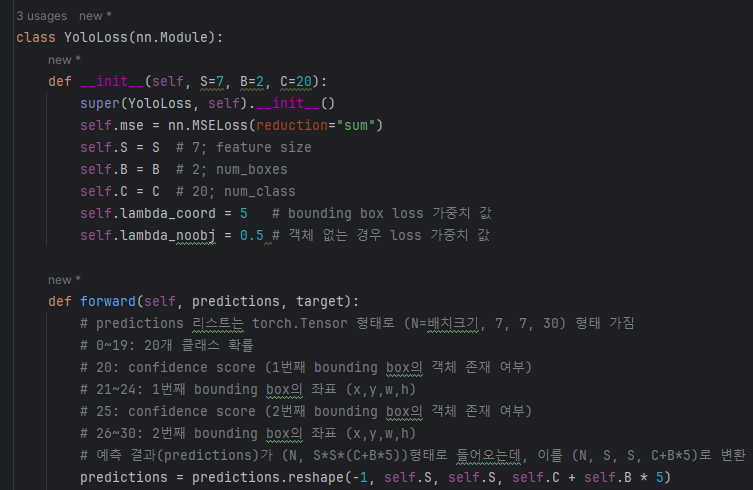 3 usages new *
class YoloLoss(nn.Module):
new *
def __init__(self, S=7, B=2, C=20):
super(YoloLoss, self).__init__()
self.mse = nn.MSELoss(reduction="sum")
self.S = S # 7; feature size
self.B = B # 2; num_boxes
self.C = C # 20; num_class
self.lambda_coord = 5 # bounding box loss 가중치 값
self.lambda_noobj = 0.5 # 객체 없는 경우 loss 가중치 값
new *
def forward(self, predictions, target):
# predictions 리스트는 torch.Tensor 형태로 (N=배치크기, 7, 7, 30) 형태 가짐
# 0~19: 20개 클래스 확률
# 20: confidence score (1번째 bounding box의 객체 존재 여부)
# 21~24: 1번째 bounding box의 좌표 (x,y,w,h)
# 25: confidence score (2번째 bounding box의 객체 존재 여부)
# 26~30: 2번째 bounding box의 좌표 (x,y,w,h)
# 예측 결과(predictions)가 (N, S*S*(C+B*5))형태로 들어오는데, 이를 (N, S, S, C+B*5)로 변환
predictions = predictions.reshape(-1, self.S, self.S, self.C + self.B * 5)